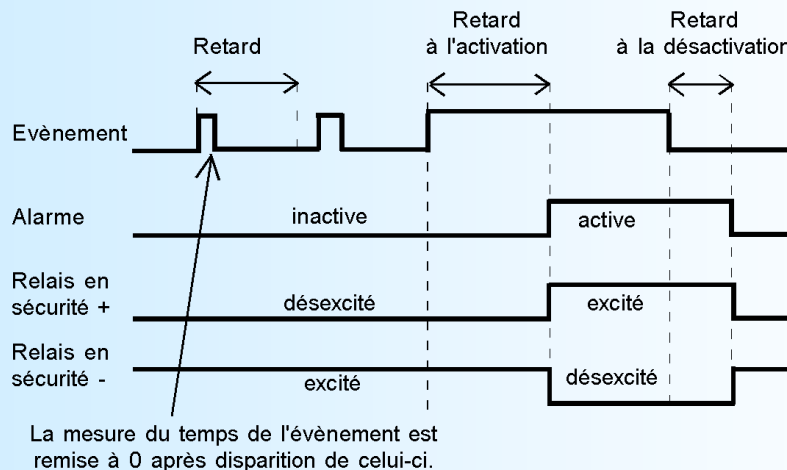 Retard
Retard
à l'activation
Retard
à la désactivation
Evènement
Alarme
inactive
active
Relais en
sécurité +
désexcité
excité
Relais en
sécurité -
excité
désexcité
La mesure du temps de l'évènement est
remise à 0 après disparition de celui-ci.